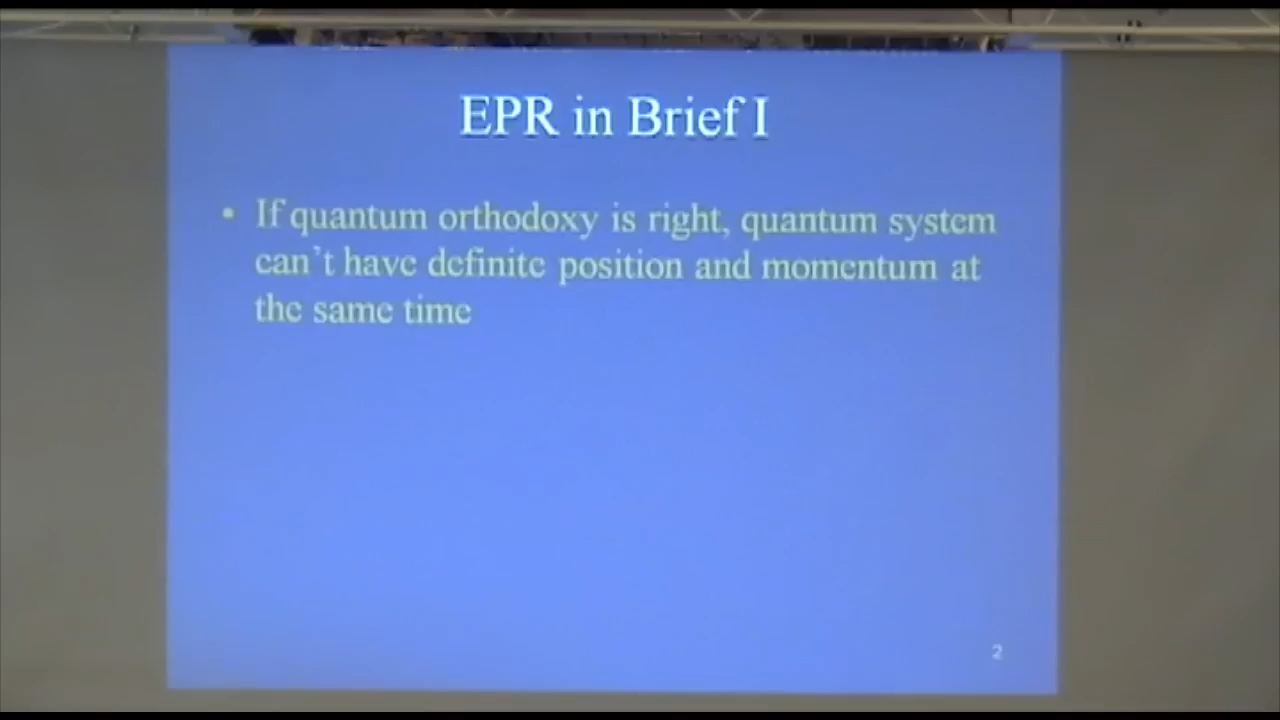 EPR in Brief I
• If quantum orthodoxy is right, quantum system
can't have definite position and momentum at
the same time
2